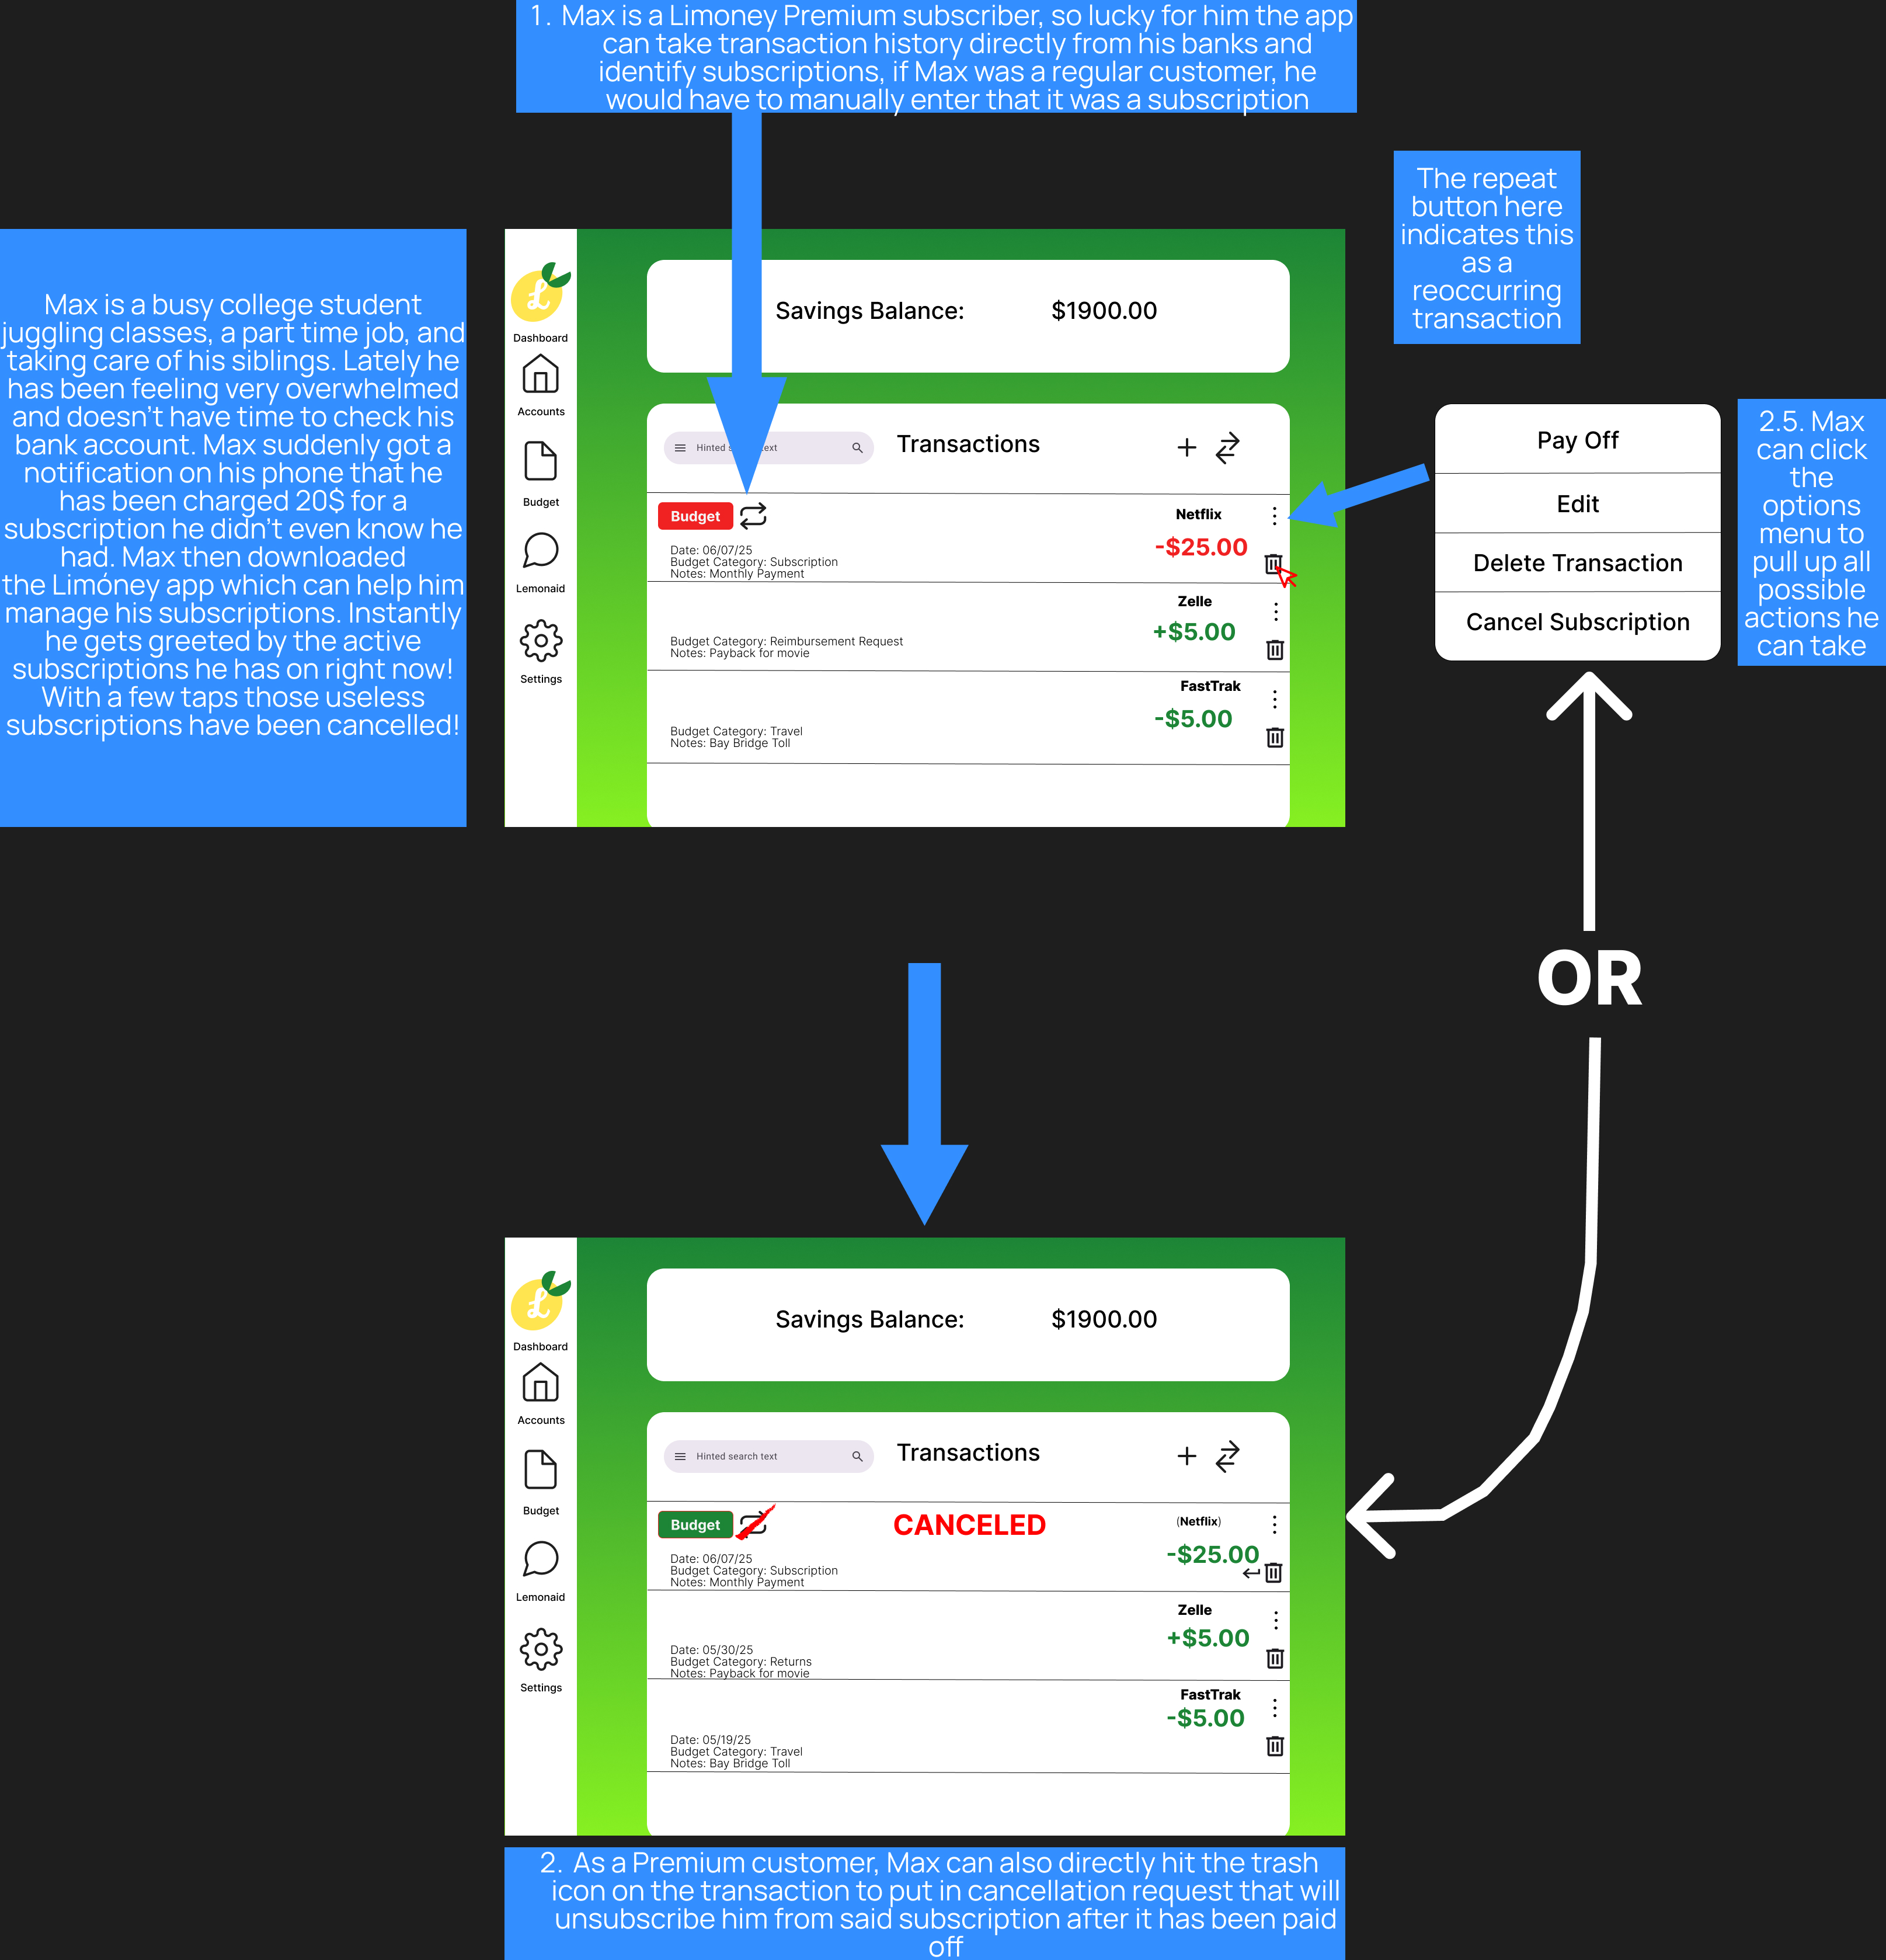 1. Max is a Limoney Premium subscriber, so lucky for him the app
can take transaction history directly from his banks and
identify subscriptions, if Max was a regular customer, he
would have to manually enter that it was a subscription
The repeat
button here
indicates this
as a
reoccurring
transaction
Max is a busy college student
juggling classes, a part time job, and
taking care of his siblings. Lately he
has been feeling very overwhelmed
and doesn't have time to check his
bank account. Max suddenly got a
notification on his phone that he
has been charged 20$ for a
subscription he didn't even know he
had. Max then downloaded
the Limóney app which can help him
manage his subscriptions. Instantly
he gets greeted by the active
subscriptions he has on right now!
With a few taps those useless
subscriptions have been cancelled!
Ł
Dashboard
Accounts
Budget
Lemonaid
Settings
Savings Balance: $1900.00
Hinted s text
Transactions
Budget
Netflix
-$25.00
Date: 06/07/25
Budget Category: Subscription
Notes: Monthly Payment
Zelle
+$5.00
Budget Category: Reimbursement Request
Notes: Payback for movie
FastTrak
-$5.00
Budget Category: Travel
Notes: Bay Bridge Toll
Pay Off
Edit
Delete Transaction
Cancel Subscription
2.5. Max
can click
the
options
menu to
pull up all
possible
actions he
can take
OR
Ł
Dashboard
Accounts
Budget
Lemonaid
Settings
Savings Balance: $1900.00
Hinted search text
Transactions
Budget
CANCELED
(Netflix)
-$25.00
Date: 06/07/25
Budget Category: Subscription
Notes: Monthly Payment
Zelle
+$5.00
Date: 05/30/25
Budget Category: Returns
Notes: Payback for movie
FastTrak
-$5.00
Date: 05/19/25
Budget Category: Travel
Notes: Bay Bridge Toll
2. As a Premium customer, Max can also directly hit the trash
icon on the transaction to put in cancellation request that will
unsubscribe him from said subscription after it has been paid
off